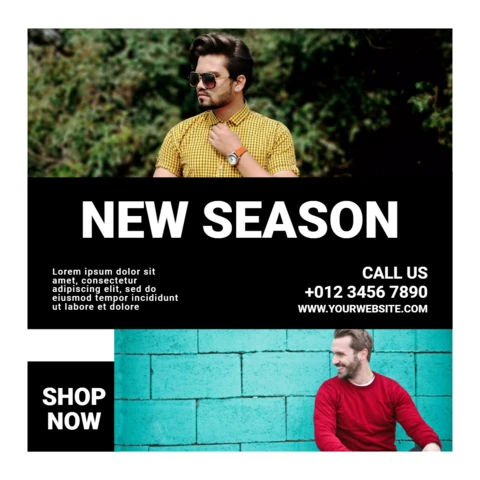 NEW SEASON
Lorem ipsum dolor sit
amet, consectetur
adipiscing elit, sed do
eiusmod tempor incididunt
ut labore et dolore
CALL US
+012 3456 7890
WWW.YOURWEBSITE.COM
SHOP
NOW